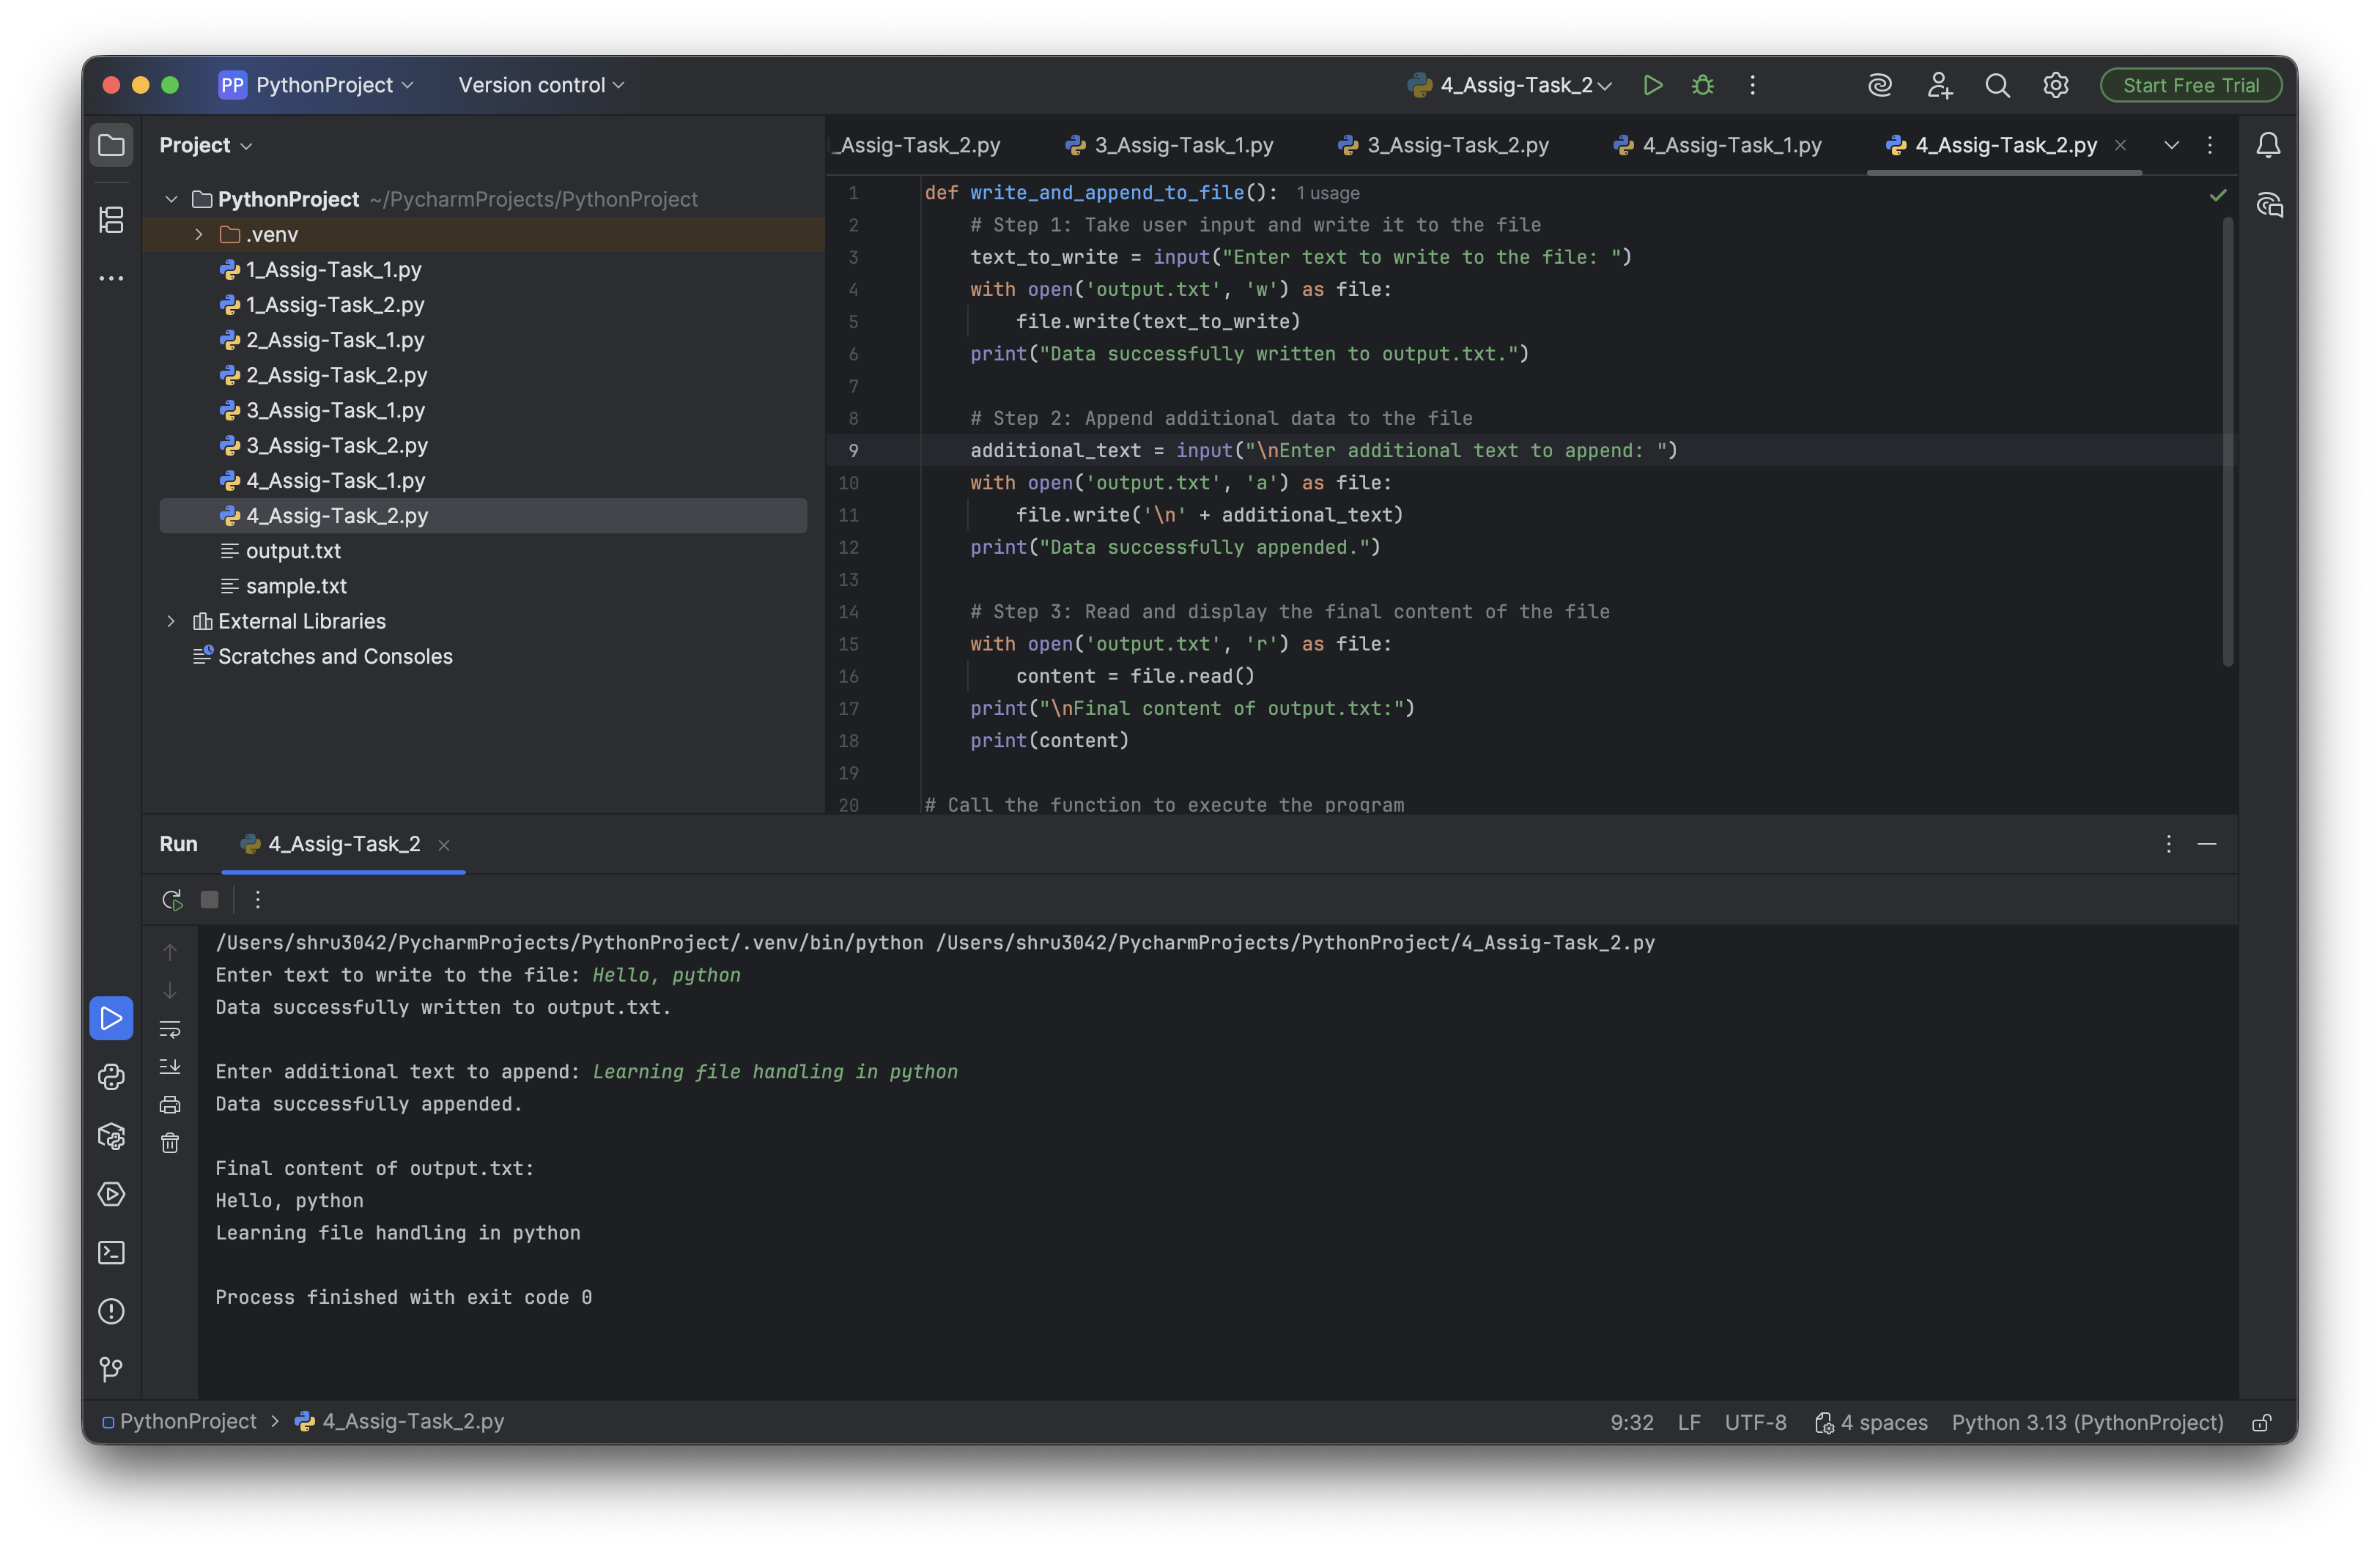 PP PythonProject Version control 4_Assig-Task_2 Start Free Trial
Project
_Assig-Task_2.py 3_Assig-Task_1.py 3_Assig-Task_2.py 4_Assig-Task_1.py 4_Assig-Task_2.py
PythonProject ~/PycharmProjects/PythonProject
.venv
1_Assig-Task_1.py
1_Assig-Task_2.py
2_Assig-Task_1.py
2_Assig-Task_2.py
3_Assig-Task_1.py
3_Assig-Task_2.py
4_Assig-Task_1.py
4_Assig-Task_2.py
output.txt
sample.txt
External Libraries
Scratches and Consoles
1 def write_and_append_to_file(): 1 usage
2 # Step 1: Take user input and write it to the file
3 text_to_write = input("Enter text to write to the file: ")
4 with open('output.txt', 'w') as file:
5 file.write(text_to_write)
6 print("Data successfully written to output.txt.")
7
8 # Step 2: Append additional data to the file
9 additional_text = input("\nEnter additional text to append: ")
10 with open('output.txt', 'a') as file:
11 file.write('\n' + additional_text)
12 print("Data successfully appended.")
13
14 # Step 3: Read and display the final content of the file
15 with open('output.txt', 'r') as file:
16 content = file.read()
17 print("\nFinal content of output.txt:")
18 print(content)
19
20 # Call the function to execute the program
Run 4_Assig-Task_2
/Users/shru3042/PycharmProjects/PythonProject/.venv/bin/python /Users/shru3042/PycharmProjects/PythonProject/4_Assig-Task_2.py
Enter text to write to the file: Hello, python
Data successfully written to output.txt.
Enter additional text to append: Learning file handling in python
Data successfully appended.
Final content of output.txt:
Hello, python
Learning file handling in python
Process finished with exit code 0
PythonProject > 4_Assig-Task_2.py 9:32 LF UTF-8 4 spaces Python 3.13 (PythonProject)